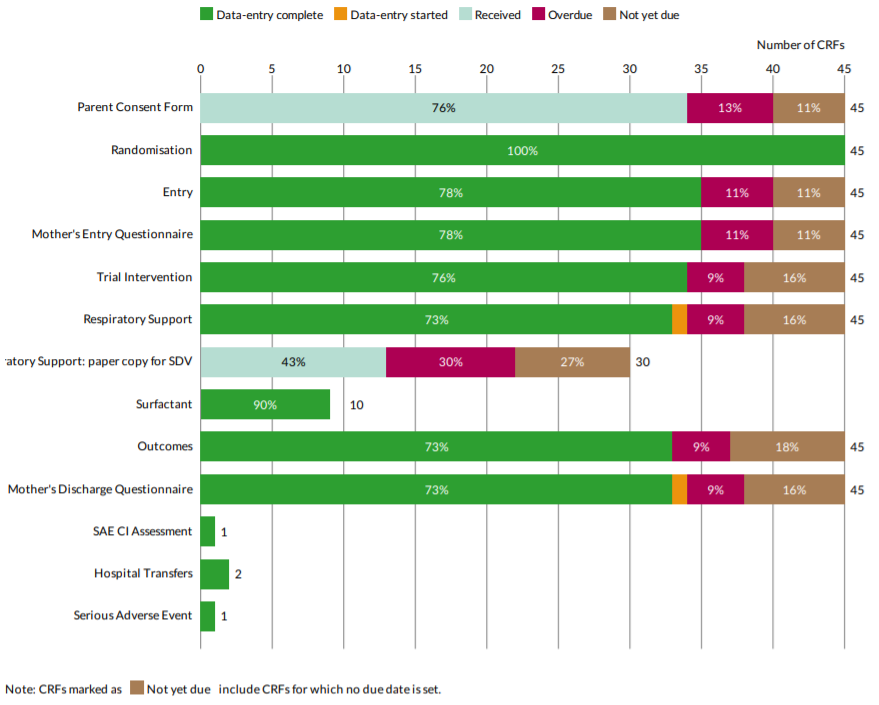 Data-entry complete Data-entry started Received Overdue Not yet due
Number of CRFs
0 5 10 15 20 25 30 35 40 45
Parent Consent Form 76% 13% 11% 45
Randomisation 100% 45
Entry 78% 11% 11% 45
Mother's Entry Questionnaire 78% 11% 11% 45
Trial Intervention 76% 9% 16% 45
Respiratory Support 73% 9% 16% 45
ratory Support: paper copy for SDV 43% 30% 27% 30
Surfactant 90% 10
Outcomes 73% 9% 18% 45
Mother's Discharge Questionnaire 73% 9% 16% 45
SAE CI Assessment 1
Hospital Transfers 2
Serious Adverse Event 1
Note: CRFs marked as Not yet due include CRFs for which no due date is set.